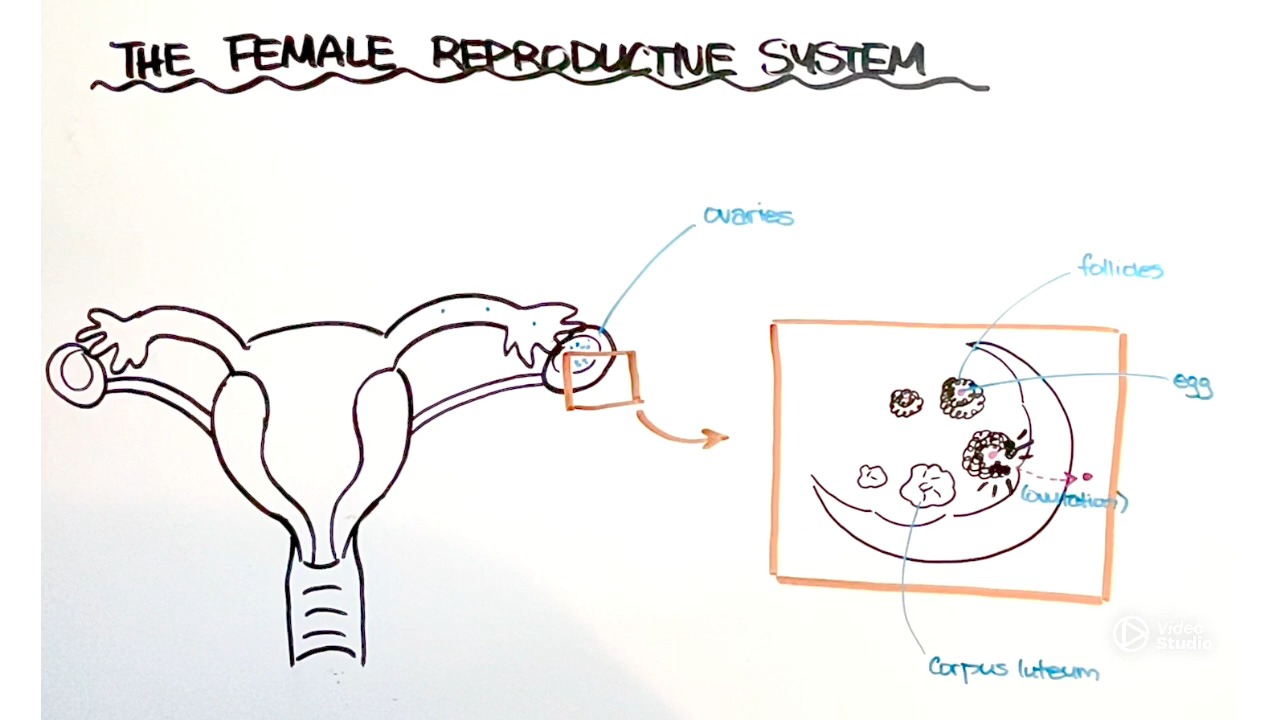 THE FEMALE REPRODUCTIVE SYSTEM
ovaries
follicles
egg
(ovulation)
corpus luteum
Video
Studio